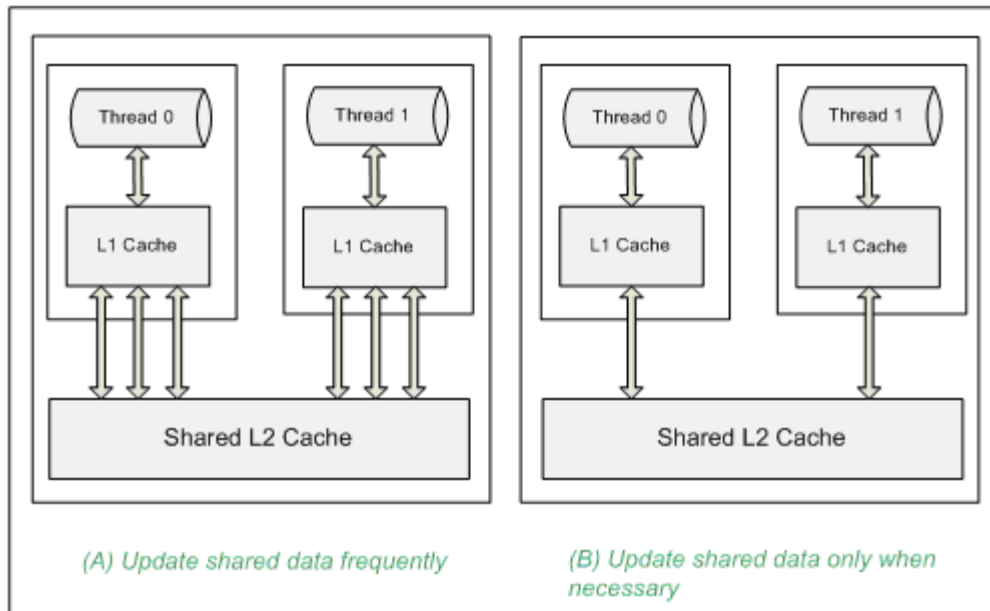 Thread 0
Thread 1
L1 Cache
L1 Cache
Shared L2 Cache
(A) Update shared data frequently
Thread 0
Thread 1
L1 Cache
L1 Cache
Shared L2 Cache
(B) Update shared data only when
necessary